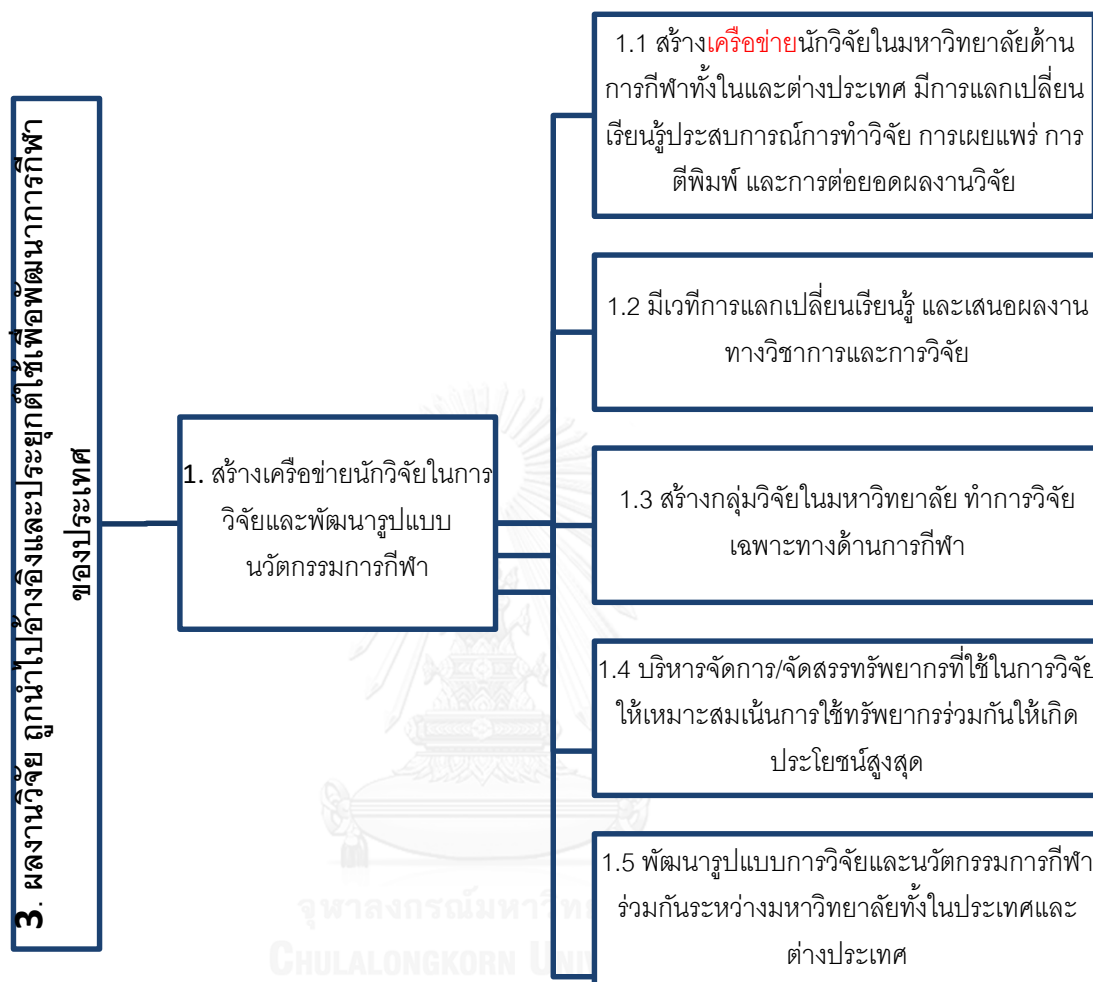 3. ผลงานวิจัย ถูกนำไปอ้างอิงและประยุกต์ใช้เพื่อพัฒนาการกีฬา
ของประเทศ
1. สร้างเครือข่ายนักวิจัยในการ
วิจัยและพัฒนารูปแบบ
นวัตกรรมการกีฬา
1.1 สร้างเครือข่ายนักวิจัยในมหาวิทยาลัยด้าน
การกีฬาทั้งในและต่างประเทศ มีการแลกเปลี่ยน
เรียนรู้ประสบการณ์การทำวิจัย การเผยแพร่ การ
ตีพิมพ์ และการต่อยอดผลงานวิจัย
1.2 มีเวทีการแลกเปลี่ยนเรียนรู้ และเสนอผลงาน
ทางวิชาการและการวิจัย
1.3 สร้างกลุ่มวิจัยในมหาวิทยาลัย ทำการวิจัย
เฉพาะทางด้านการกีฬา
1.4 บริหารจัดการ/จัดสรรทรัพยากรที่ใช้ในการวิจัย
ให้เหมาะสมเน้นการใช้ทรัพยากรร่วมกันให้เกิด
ประโยชน์สูงสุด
1.5 พัฒนารูปแบบการวิจัยและนวัตกรรมการกีฬา
ร่วมกันระหว่างมหาวิทยาลัยทั้งในประเทศและ
ต่างประเทศ
จุฬาลงกรณ์มหาวิท
CHULALONGKORN UNI